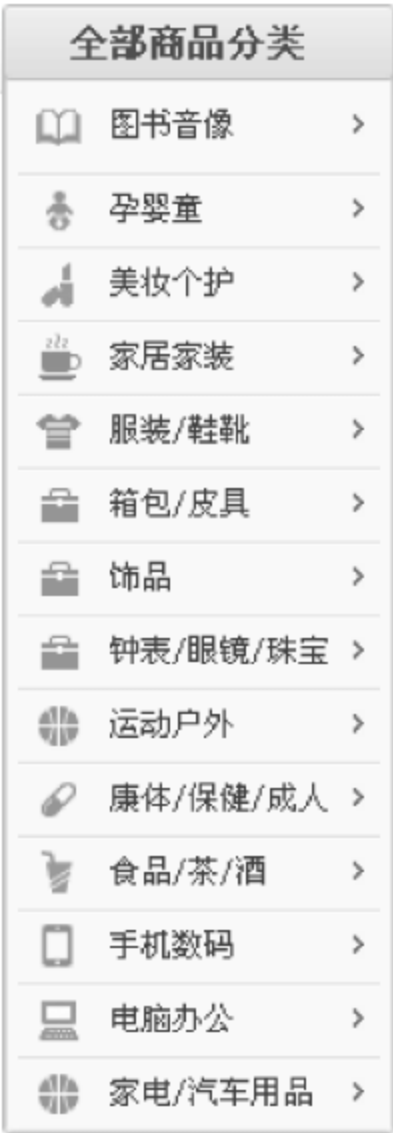 全部商品分类
图书音像
孕婴童
美妆个护
家居家装
服装/鞋靴
箱包/皮具
饰品
钟表/眼镜/珠宝
运动户外
康体/保健/成人
食品/茶/酒
手机数码
电脑办公
家电/汽车用品